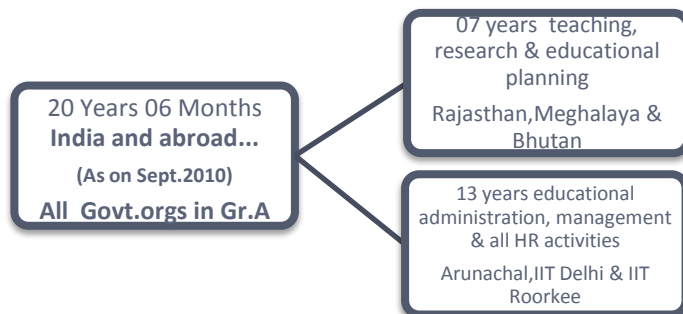 20 Years 06 Months
India and abroad...
(As on Sept.2010)
All Govt.orgs in Gr.A
07 years teaching,
research & educational
planning
Rajasthan,Meghalaya &
Bhutan
13 years educational
administration, management
& all HR activities
Arunachal,IIT Delhi & IIT
Roorkee